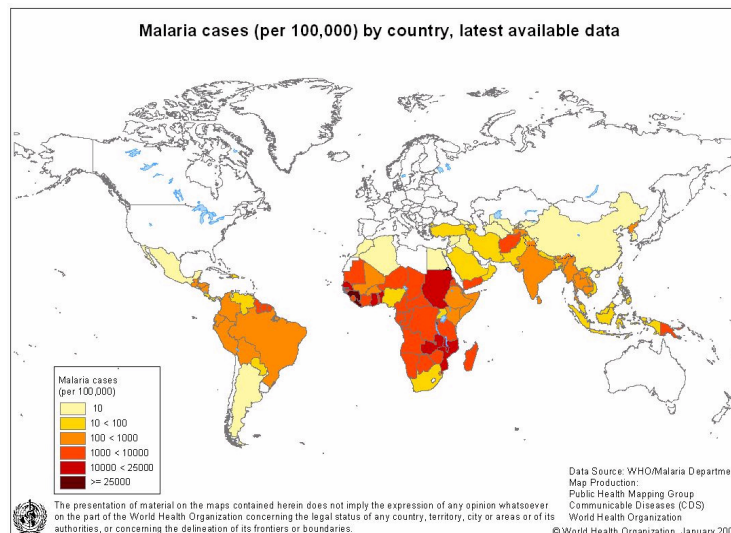 Malaria cases (per 100,000) by country, latest available data
Malaria cases
(per 100,000)
10
10 < 100
100 < 1000
1000 < 10000
10000 < 25000
>= 25000
Data Source: WHO/Malaria Departme
Map Production:
Public Health Mapping Group
Communicable Diseases (CDS)
World Health Organization
© World Health Organization, January 200
The presentation of material on the maps contained herein does not imply the expression of any opinion whatsoever
on the part of the World Health Organization concerning the legal status of any country, territory, city or areas or of its
authorities, or concerning the delineation of its frontiers or boundaries.